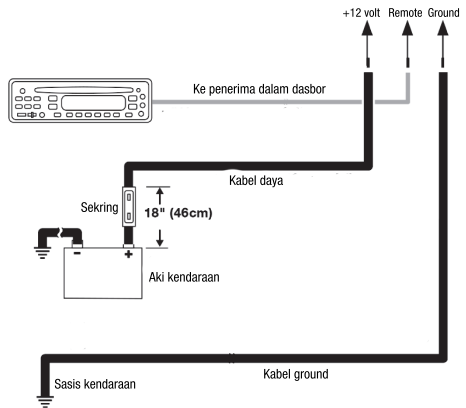 +12 volt Remote Ground
Ke penerima dalam dasbor
Kabel daya
Sekring
18" (46cm)
- +
Aki kendaraan
Kabel ground
Sasis kendaraan